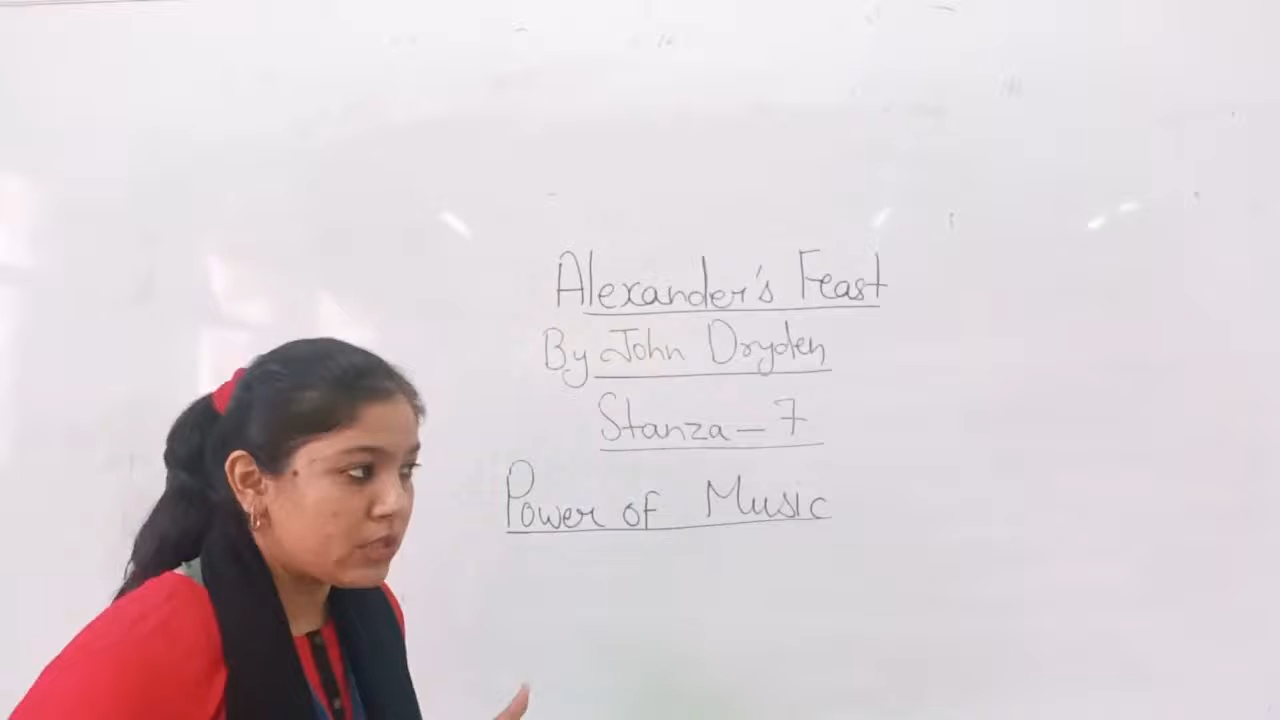 Alexander's Feast
By John Dryden
Stanza - 7
Power of Music